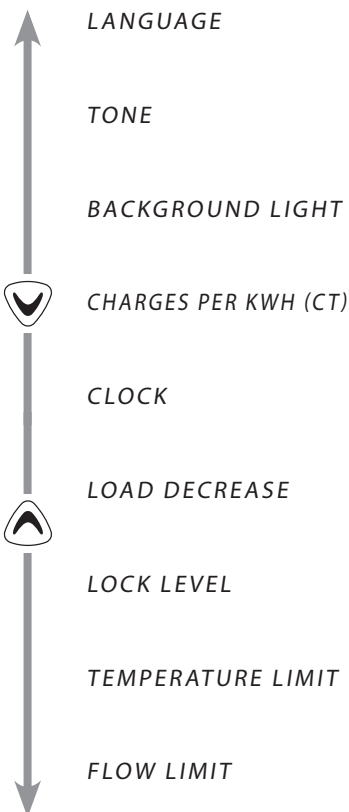 LANGUAGE
TONE
BACKGROUND LIGHT
CHARGES PER KWH (CT)
CLOCK
LOAD DECREASE
LOCK LEVEL
TEMPERATURE LIMIT
FLOW LIMIT